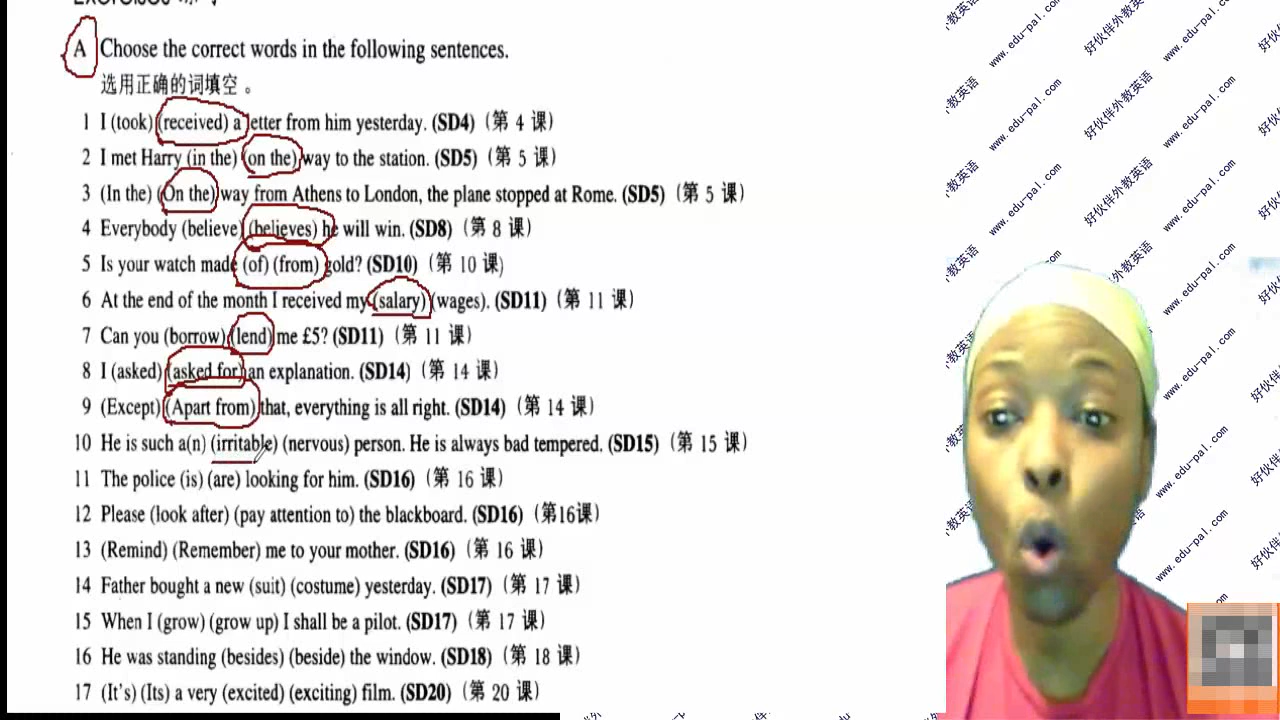 Exercises 练习
A Choose the correct words in the following sentences.
选用正确的词填空 。
1 I (took) (received) a letter from him yesterday. (SD4) (第 4 课)
2 I met Harry (in the) (on the) way to the station. (SD5) (第 5 课)
3 (In the) (On the) way from Athens to London, the plane stopped at Rome. (SD5) (第 5 课)
4 Everybody (believe) (believes) he will win. (SD8) (第 8 课)
5 Is your watch made (of) (from) gold? (SD10) (第 10 课)
6 At the end of the month I received my (salary) (wages). (SD11) (第 11 课)
7 Can you (borrow) (lend) me £5? (SD11) (第 11 课)
8 I (asked) (asked for) an explanation. (SD14) (第 14 课)
9 (Except) (Apart from) that, everything is all right. (SD14) (第 14 课)
10 He is such a(n) (irritable) (nervous) person. He is always bad tempered. (SD15) (第 15 课)
11 The police (is) (are) looking for him. (SD16) (第 16 课)
12 Please (look after) (pay attention to) the blackboard. (SD16) (第16课)
13 (Remind) (Remember) me to your mother. (SD16) (第 16 课)
14 Father bought a new (suit) (costume) yesterday. (SD17) (第 17 课)
15 When I (grow) (grow up) I shall be a pilot. (SD17) (第 17 课)
16 He was standing (besides) (beside) the window. (SD18) (第 18 课)
17 (It's) (Its) a very (excited) (exciting) film. (SD20) (第 20 课)
www.edu-pal.com
好伙伴外教英语